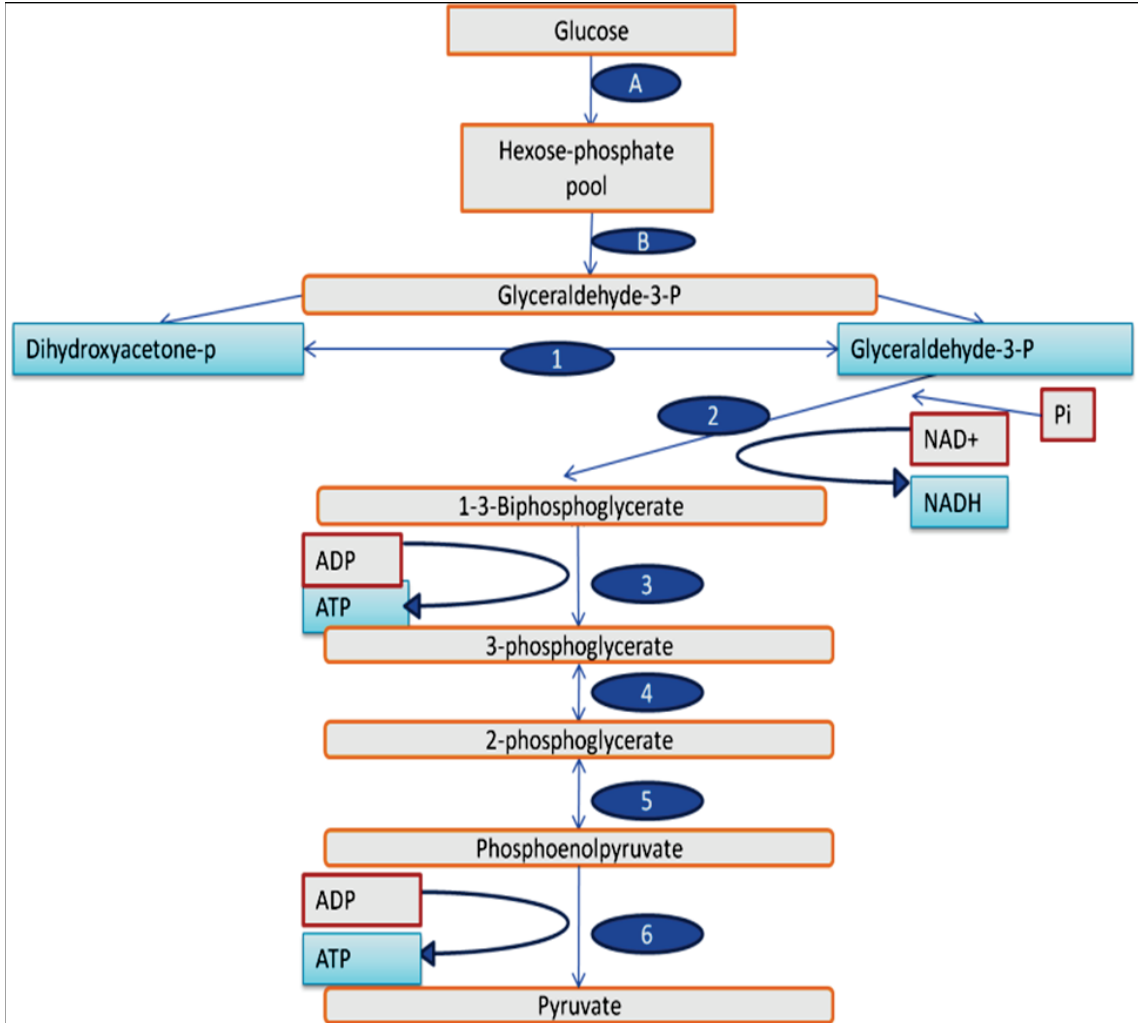 Glucose
A
Hexose-phosphate
pool
B
Glyceraldehyde-3-P
Dihydroxyacetone-p
1
Glyceraldehyde-3-P
2
Pi
NAD+
NADH
1-3-Biphosphoglycerate
ADP
3
ATP
3-phosphoglycerate
4
2-phosphoglycerate
5
Phosphoenolpyruvate
ADP
6
ATP
Pyruvate